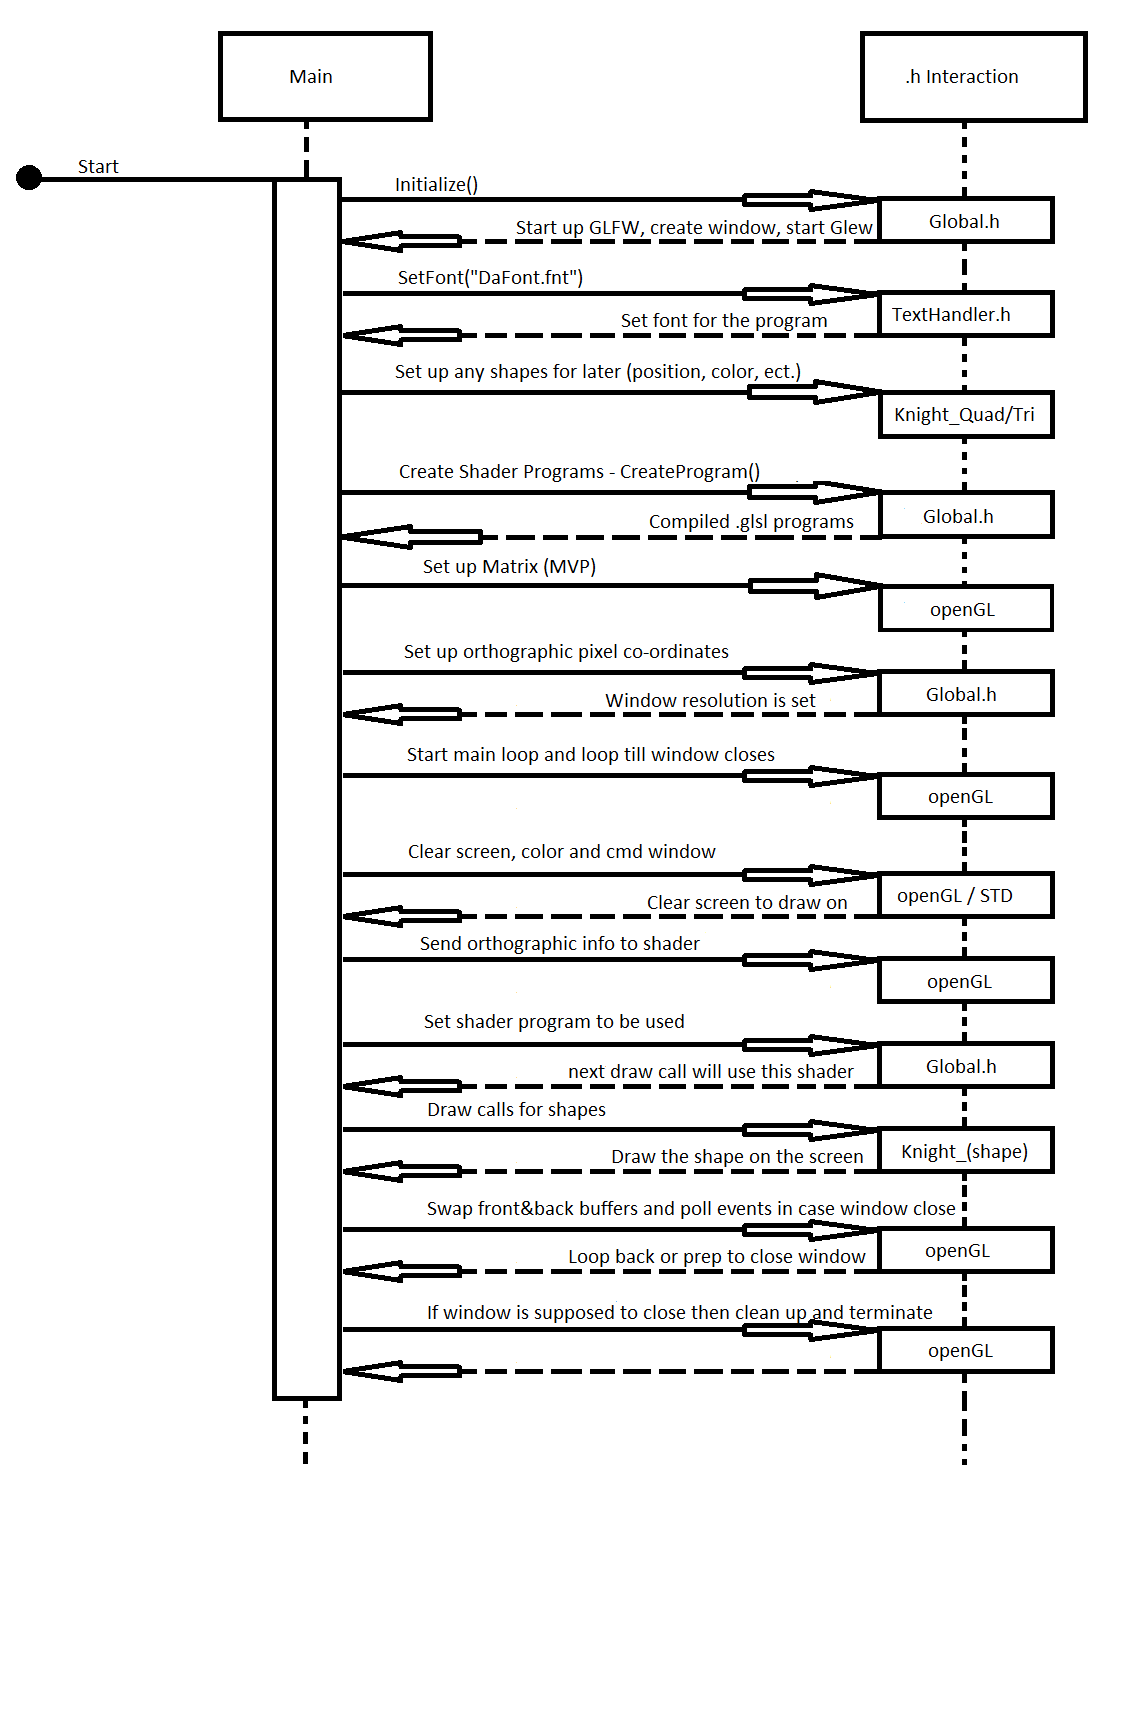 Main
.h Interaction
Start
Initialize()
Global.h
Start up GLFW, create window, start Glew
SetFont("DaFont.fnt")
TextHandler.h
Set font for the program
Set up any shapes for later (position, color, ect.)
Knight_Quad/Tri
Create Shader Programs - CreateProgram()
Global.h
Compiled .glsl programs
Set up Matrix (MVP)
openGL
Set up orthographic pixel co-ordinates
Global.h
Window resolution is set
Start main loop and loop till window closes
openGL
Clear screen, color and cmd window
openGL / STD
Clear screen to draw on
Send orthographic info to shader
openGL
Set shader program to be used
Global.h
next draw call will use this shader
Draw calls for shapes
Knight_(shape)
Draw the shape on the screen
Swap front&back buffers and poll events in case window close
openGL
Loop back or prep to close window
If window is supposed to close then clean up and terminate
openGL